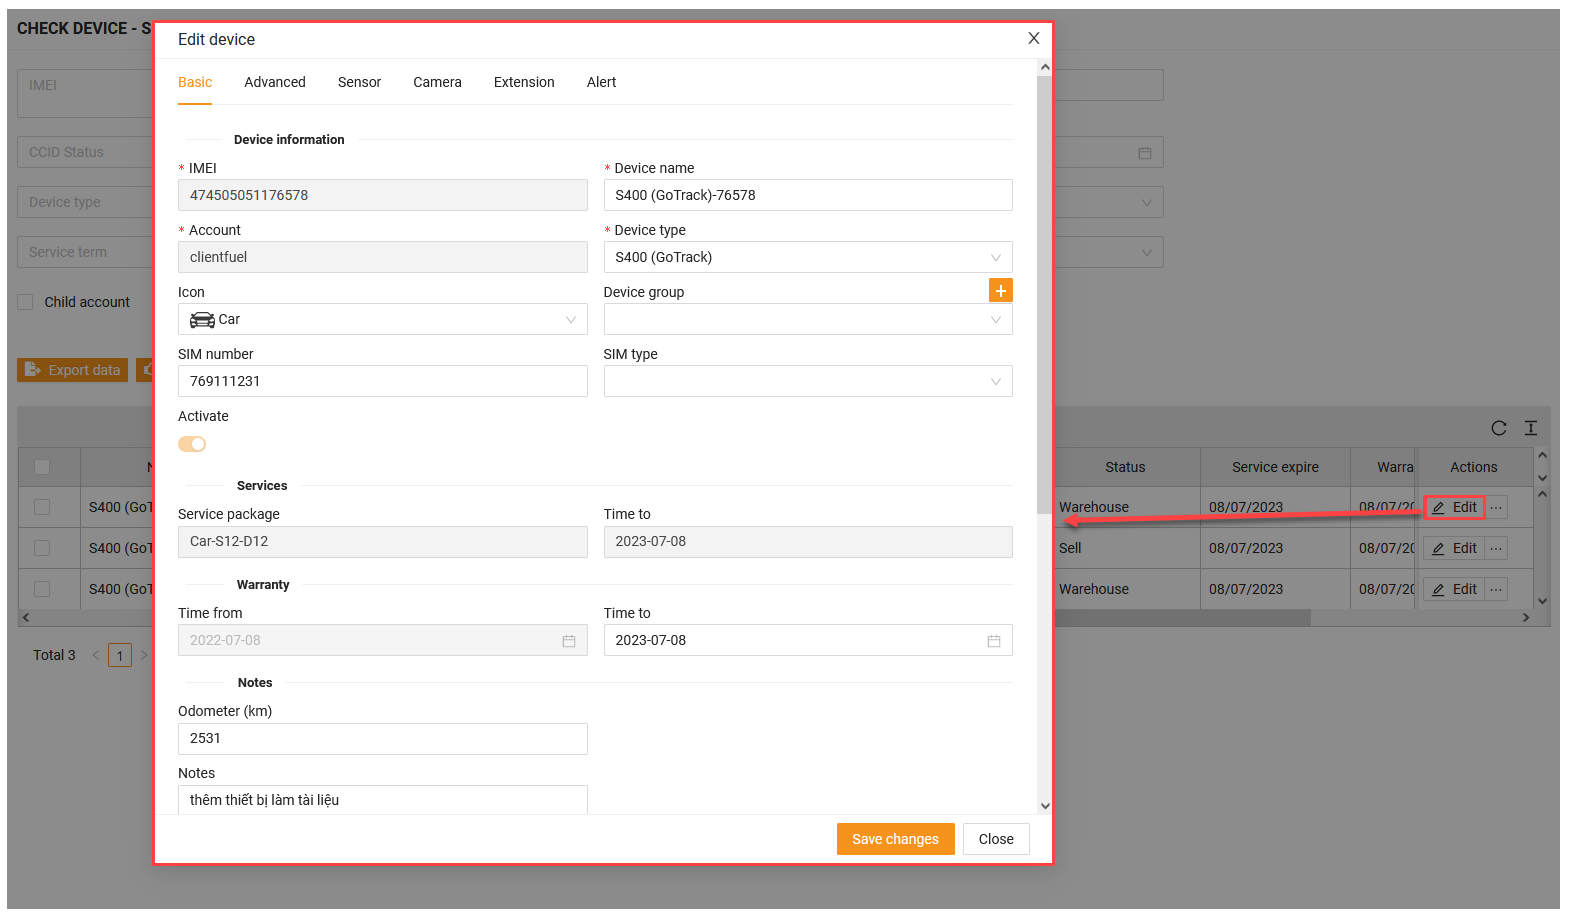 CHECK DEVICE - S
Edit device
Basic Advanced Sensor Camera Extension Alert
IMEI
Device information
* IMEI
* Device name
474505051176578
S400 (GoTrack)-76578
CCID Status
Device type
* Account
* Device type
clientfuel
S400 (GoTrack)
Service term
Icon
Device group
+
Car
Child account
SIM number
SIM type
769111231
Export data
Activate
Services
Status Service expire Warra Actions
Service package
Time to
S400 (GoT
Warehouse 08/07/2023 08/07/20 Edit ...
Car-S12-D12
2023-07-08
S400 (GoT
Sell 08/07/2023 08/07/20 Edit ...
Warranty
S400 (GoT
Warehouse 08/07/2023 08/07/20 Edit ...
Time from
Time to
2022-07-08
2023-07-08
Total 3 < 1 >
Notes
Odometer (km)
2531
Notes
thêm thiết bị làm tài liệu
Save changes Close